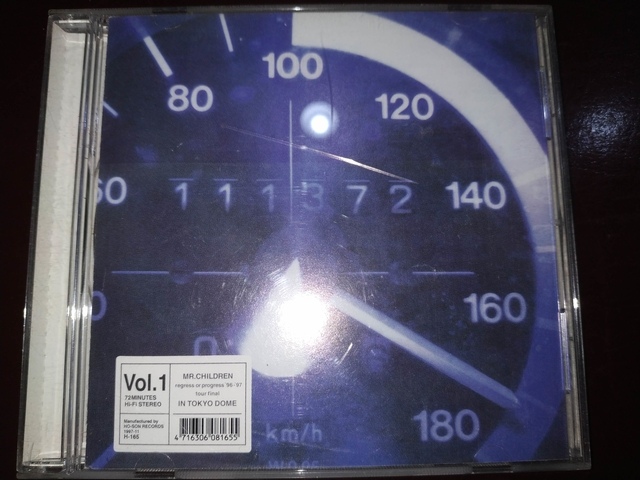 100
80
120
60
1 1 1 3 7 2
140
160
0
0
180
km/h
Vol.1
72MINUTES
Hi-Fi STEREO
MR.CHILDREN
regress or progress '96 / 97
tour final
IN TOKYO DOME
Manufactured by
HO-SON RECORDS
1997-11
H-165
4 716306 081655